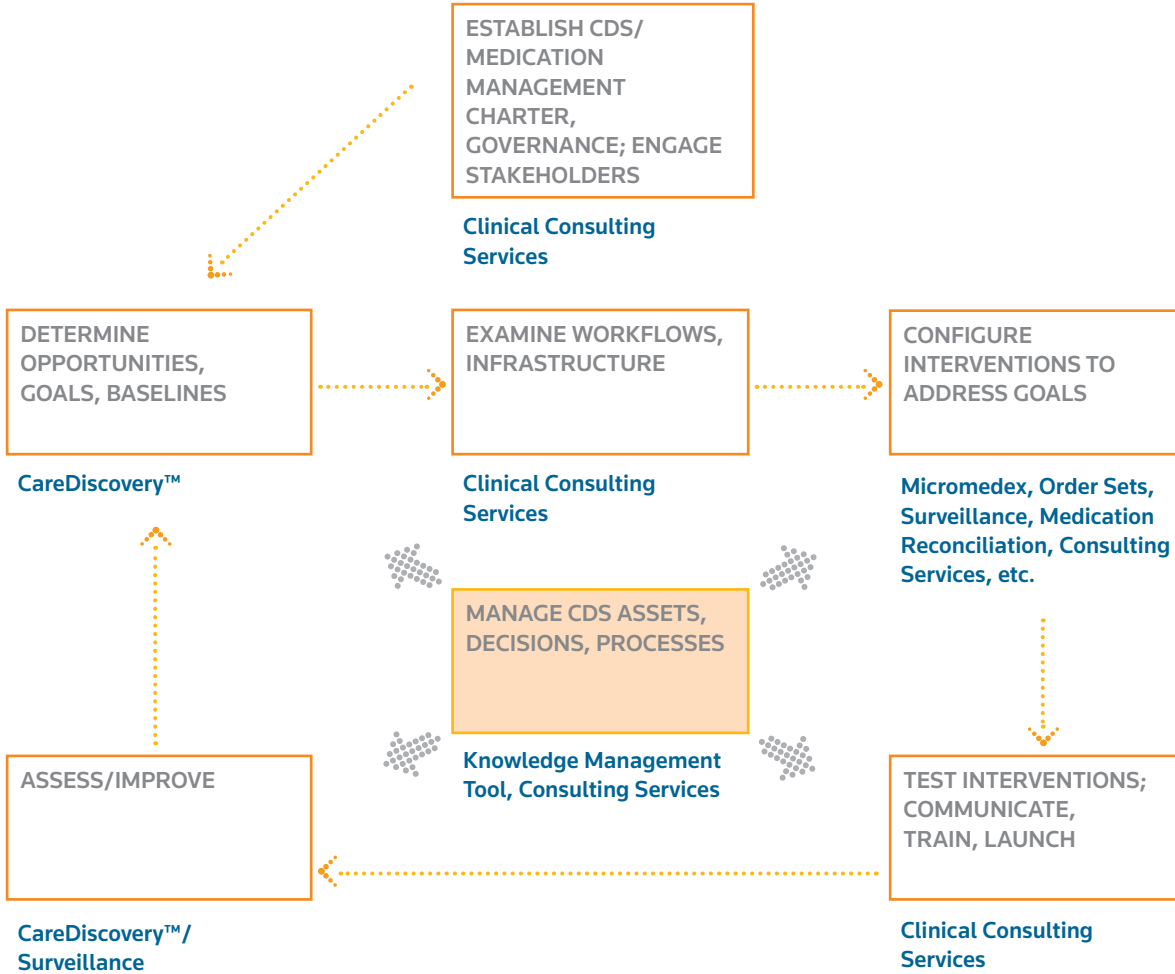 ESTABLISH CDS/
MEDICATION
MANAGEMENT
CHARTER,
GOVERNANCE; ENGAGE
STAKEHOLDERS
Clinical Consulting
Services
DETERMINE
OPPORTUNITIES,
GOALS, BASELINES
CareDiscovery™
EXAMINE WORKFLOWS,
INFRASTRUCTURE
Clinical Consulting
Services
CONFIGURE
INTERVENTIONS TO
ADDRESS GOALS
Micromedex, Order Sets,
Surveillance, Medication
Reconciliation, Consulting
Services, etc.
MANAGE CDS ASSETS,
DECISIONS, PROCESSES
Knowledge Management
Tool, Consulting Services
ASSESS/IMPROVE
CareDiscovery™/
Surveillance
TEST INTERVENTIONS;
COMMUNICATE,
TRAIN, LAUNCH
Clinical Consulting
Services